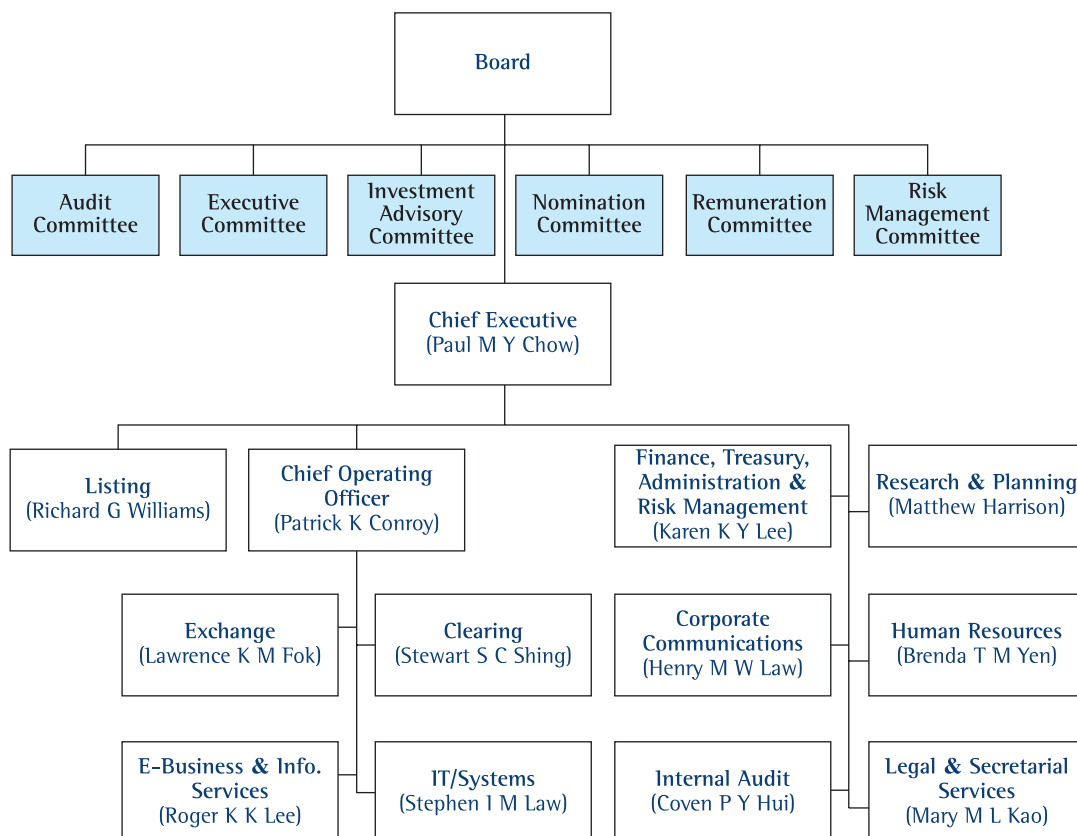 Board
Audit
Committee
Executive
Committee
Investment
Advisory
Committee
Nomination
Committee
Remuneration
Committee
Risk
Management
Committee
Chief Executive
(Paul M Y Chow)
Listing
(Richard G Williams)
Chief Operating
Officer
(Patrick K Conroy)
Finance, Treasury,
Administration &
Risk Management
(Karen K Y Lee)
Research & Planning
(Matthew Harrison)
Exchange
(Lawrence K M Fok)
Clearing
(Stewart S C Shing)
Corporate
Communications
(Henry M W Law)
Human Resources
(Brenda T M Yen)
E-Business & Info.
Services
(Roger K K Lee)
IT/Systems
(Stephen I M Law)
Internal Audit
(Coven P Y Hui)
Legal & Secretarial
Services
(Mary M L Kao)